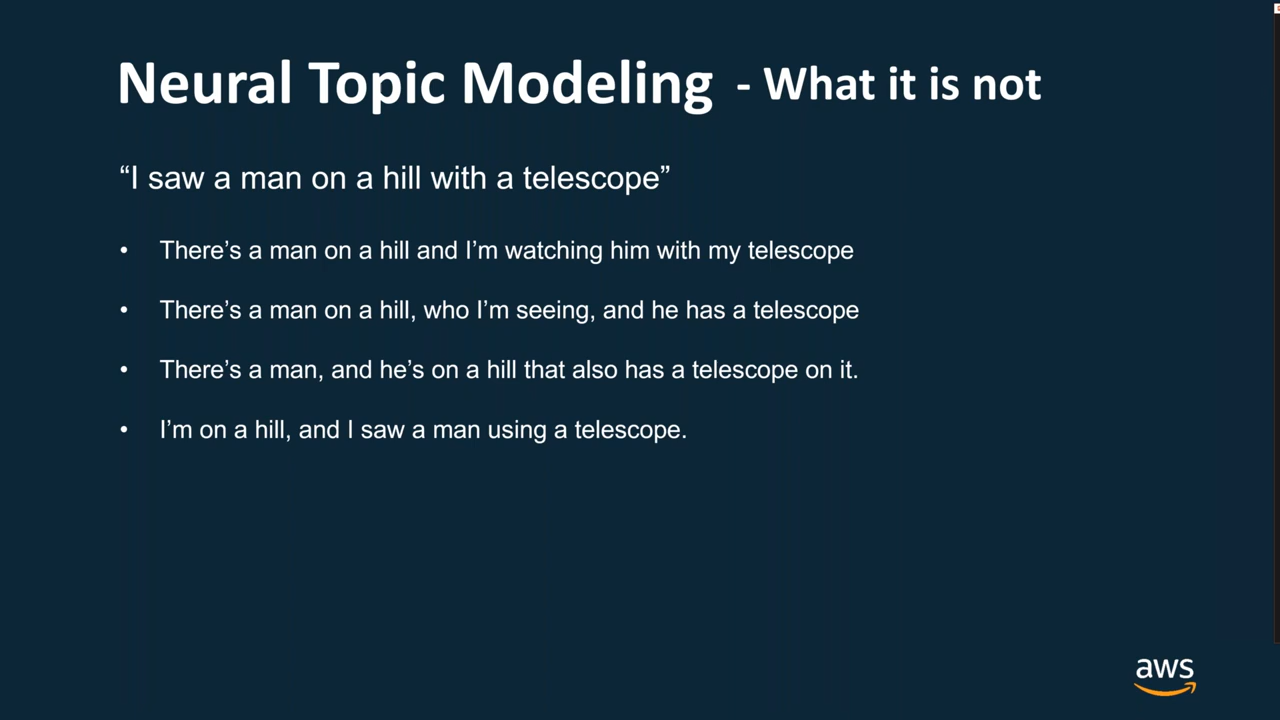 Neural Topic Modeling - What it is not
“I saw a man on a hill with a telescope”
• There’s a man on a hill and I’m watching him with my telescope
• There’s a man on a hill, who I’m seeing, and he has a telescope
• There’s a man, and he’s on a hill that also has a telescope on it.
• I’m on a hill, and I saw a man using a telescope.
aws